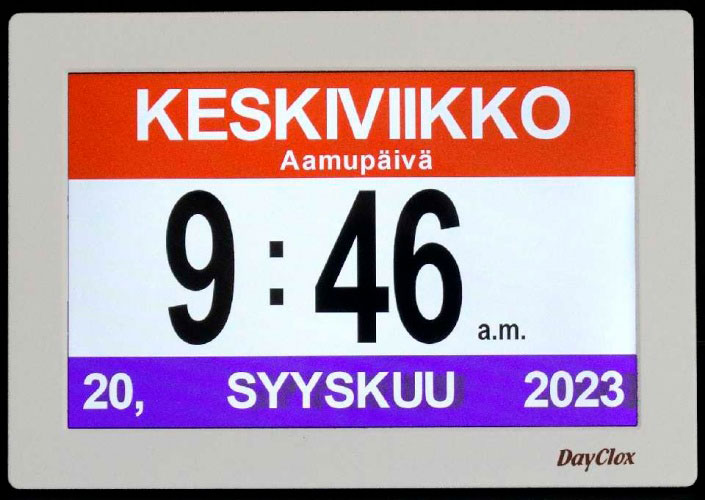 KESKIVIIKKO
Aamupäivä
9:46 a.m.
20, SYYSKUU 2023
DayClox